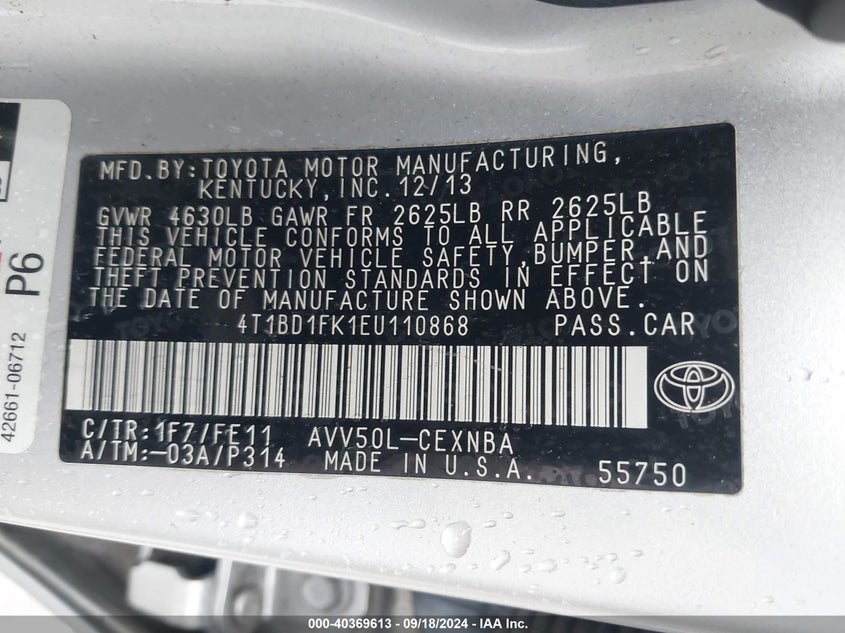 MFD.BY:TOYOTA MOTOR MANUFACTURING,
KENTUCKY,INC.12/13
GVWR 4630LB GAWR FR 2625LB RR 2625LB
THIS VEHICLE CONFORMS TO ALL APPLICABLE
FEDERAL MOTOR VEHICLE SAFETY,BUMPER,AND
THEFT PREVENTION STANDARDS IN EFFECT ON
THE DATE OF MANUFACTURE SHOWN ABOVE.
4T1BD1FK1EU110868 PASS.CAR
C/TR:1F7/FE11 AVV50L-CEXNBA
A/TM:-03A/P314 MADE IN U.S.A. 55750
P6
42661-06712
000-40369613 - 09/18/2024 - IAAI.com